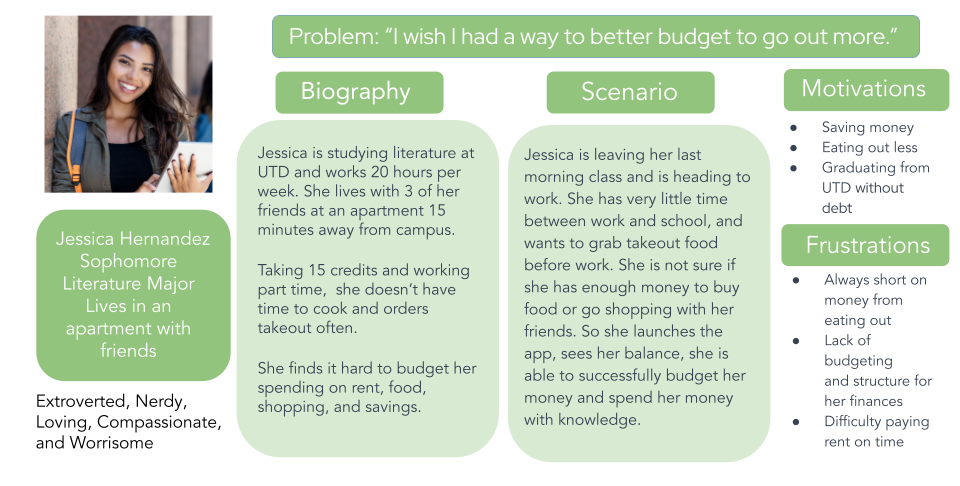 Problem: “I wish I had a way to better budget to go out more.”
Jessica Hernandez
Sophomore
Literature Major
Lives in an
apartment with
friends
Extroverted, Nerdy,
Loving, Compassionate,
and Worrisome
Biography
Jessica is studying literature at
UTD and works 20 hours per
week. She lives with 3 of her
friends at an apartment 15
minutes away from campus.
Taking 15 credits and working
part time,  she doesn’t have
time to cook and orders
takeout often.
She finds it hard to budget her
spending on rent, food,
shopping, and savings.
Scenario
Jessica is leaving her last
morning class and is heading to
work. She has very little time
between work and school, and
wants to grab takeout food
before work. She is not sure if
she has enough money to buy
food or go shopping with her
friends. So she launches the
app, sees her balance, she is
able to successfully budget her
money and spend her money
with knowledge.
Motivations
● Saving money
● Eating out less
● Graduating from
UTD without
debt
Frustrations
● Always short on
money from
eating out
● Lack of
budgeting
and structure for
her finances
● Difficulty paying
rent on time